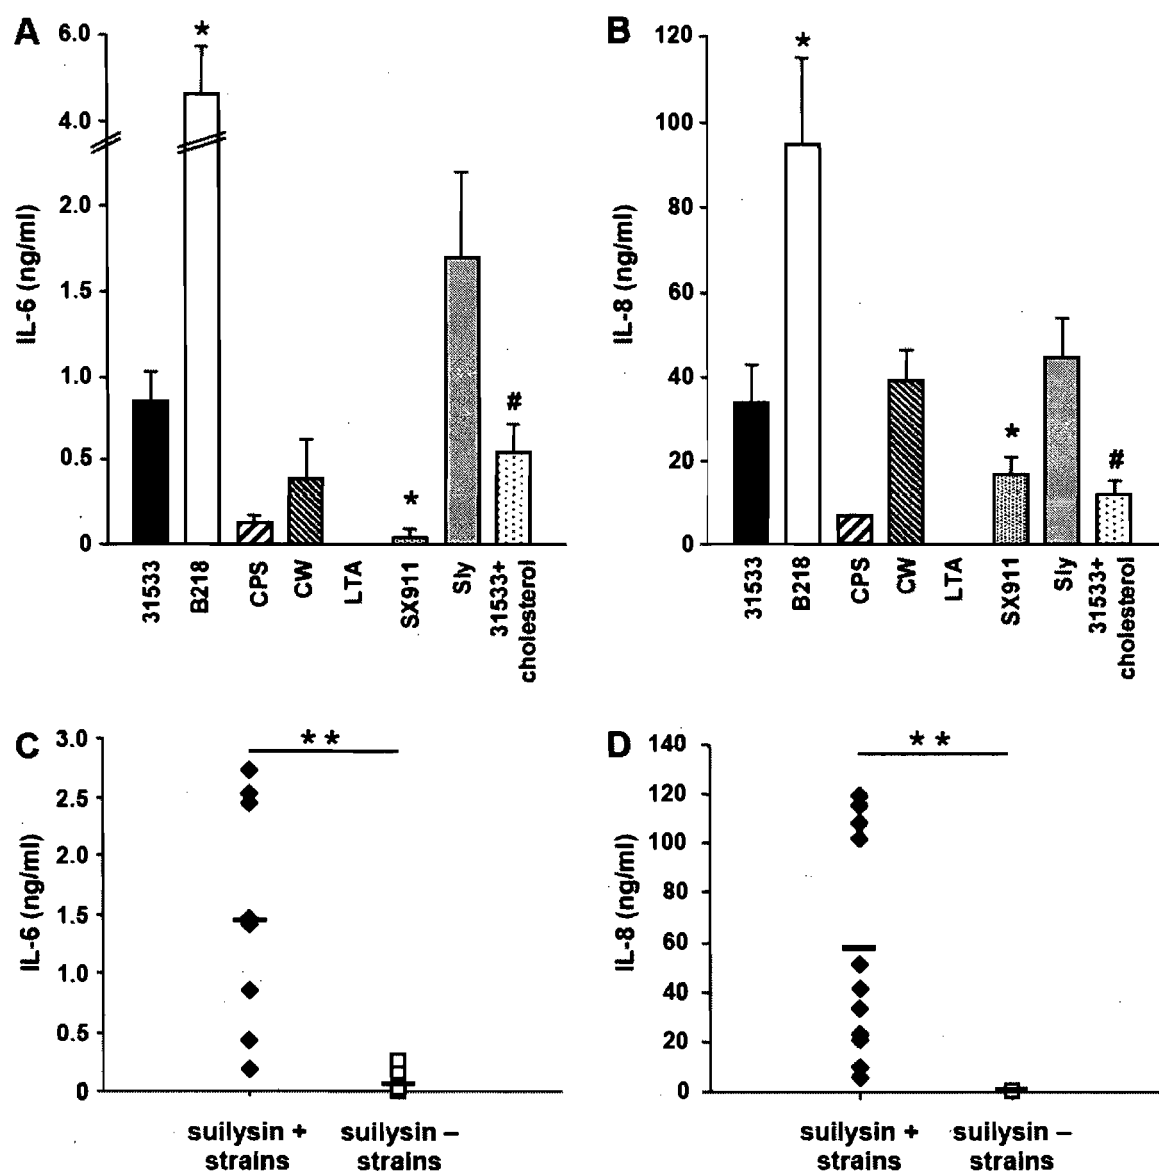 A
IL-6 (ng/ml)
6.0
4.0
2.0
1.5
1.0
0.5
0
*
*
#
31533
B218
CPS
CW
LTA
SX911
Sly
31533+
cholesterol
B
IL-8 (ng/ml)
120
100
80
60
40
20
0
*
*
#
31533
B218
CPS
CW
LTA
SX911
Sly
31533+
cholesterol
C
IL-6 (ng/ml)
3.0
2.5
2.0
1.5
1.0
0.5
0
**
suilysin +
strains
suilysin –
strains
D
IL-8 (ng/ml)
140
120
100
80
60
40
20
0
**
suilysin +
strains
suilysin –
strains